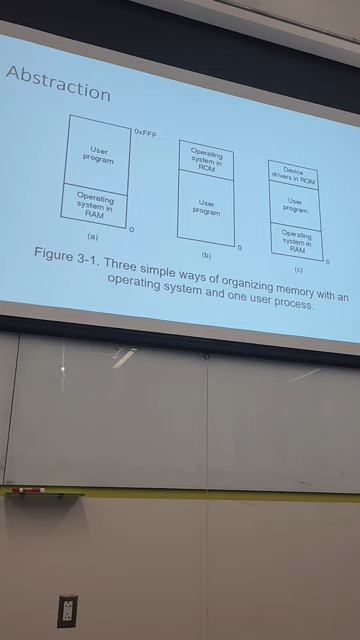 Abstraction
0xFFF
User
program
Operating
system in
RAM
0
(a)
Operating
system in
ROM
User
program
0
(b)
Device
drivers in ROM
User
program
Operating
system in
RAM
0
(c)
Figure 3-1. Three simple ways of organizing memory with an
operating system and one user process.